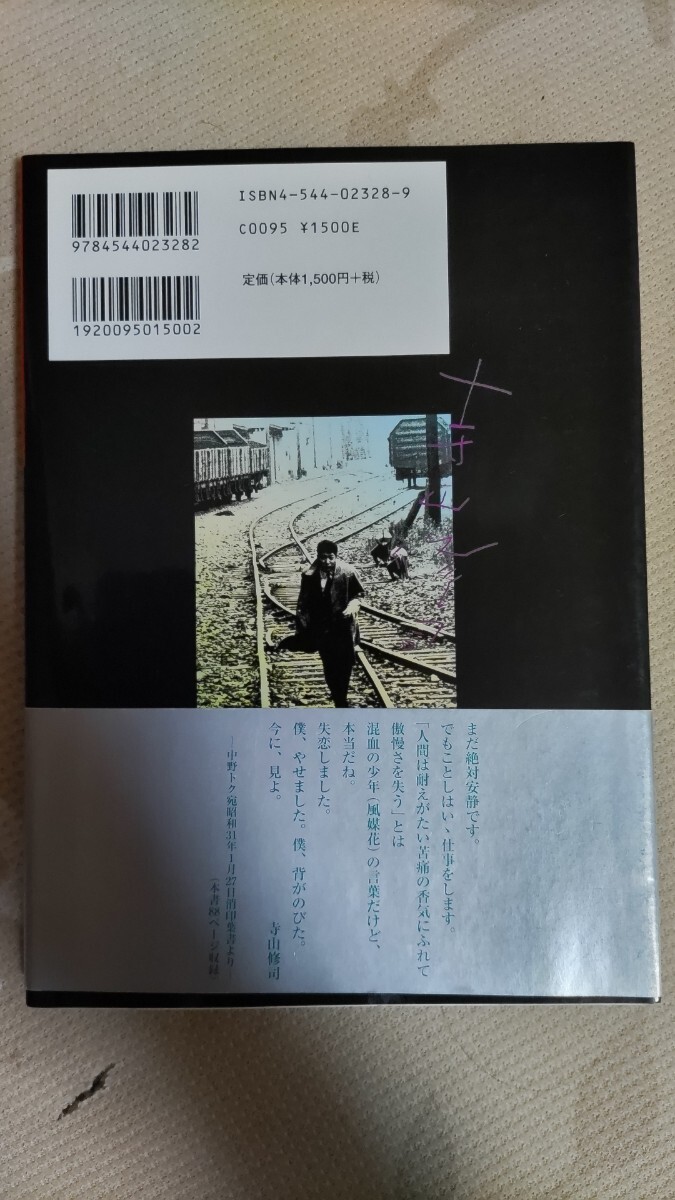 ISBN4-544-02328-9
9784544023282
C0095 ¥1500E
定価(本体1,500円+税)
1920095015002
まだ絶対安静です。
でもことしはいゝ仕事をします。
「人間は耐えがたい苦痛の香気にふれて
傲慢さを失う」とは
混血の少年(風媒花)の言葉だけど、
本当だね。
失恋しました。
僕、やせました。僕、背がのびた。
今に、見よ。
寺山修司
―中野トク宛昭和31年1月27日消印葉書より―
(本書88ページ収録)